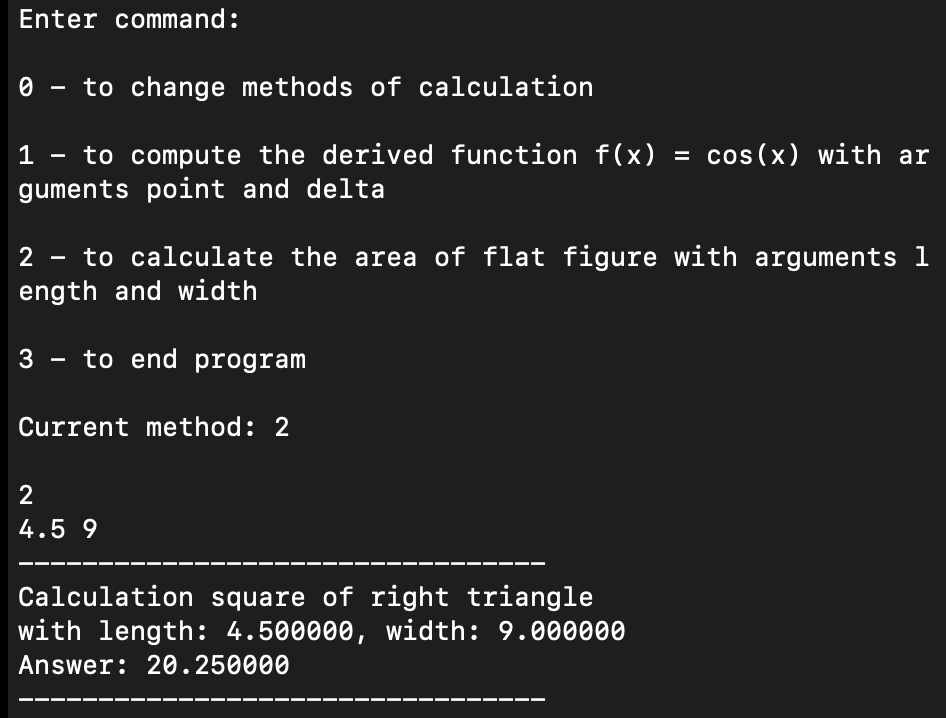 Enter command:
0 – to change methods of calculation
1 – to compute the derived function f(x) = cos(x) with ar
guments point and delta
2 – to calculate the area of flat figure with arguments l
ength and width
3 – to end program
Current method: 2
2
4.5 9
---------------------------------
Calculation square of right triangle
with length: 4.500000, width: 9.000000
Answer: 20.250000
---------------------------------